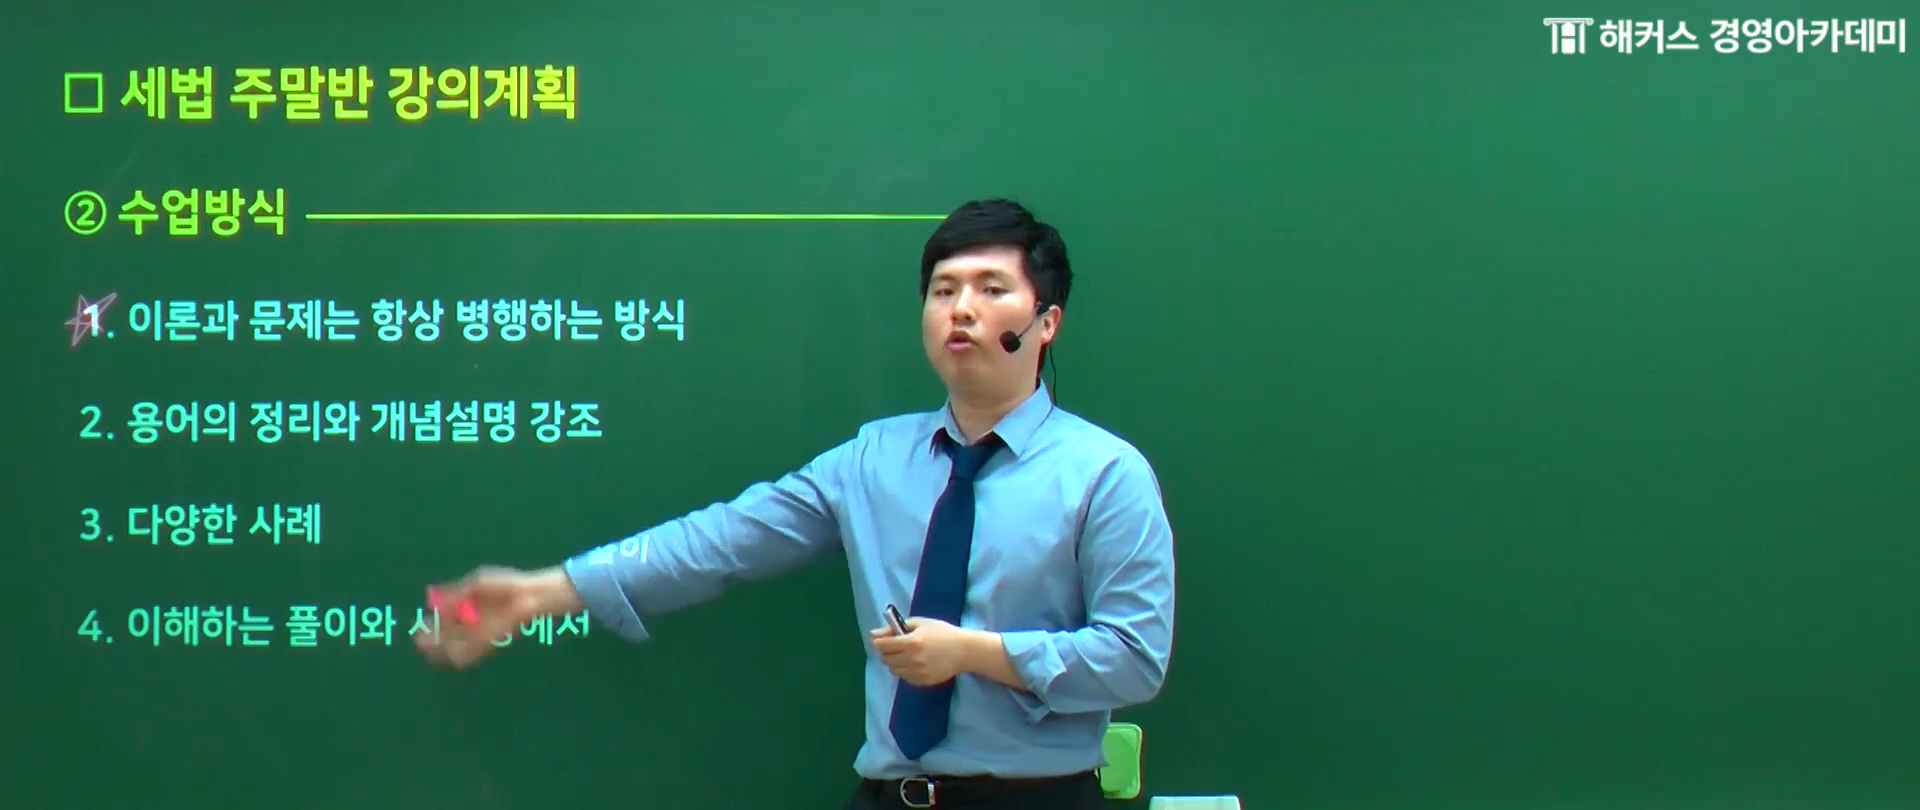 해커스 경영아카데미
□ 세법 주말반 강의계획
② 수업방식
1. 이론과 문제는 항상 병행하는 방식
2. 용어의 정리와 개념설명 강조
3. 다양한 사례
4. 이해하는 풀이와